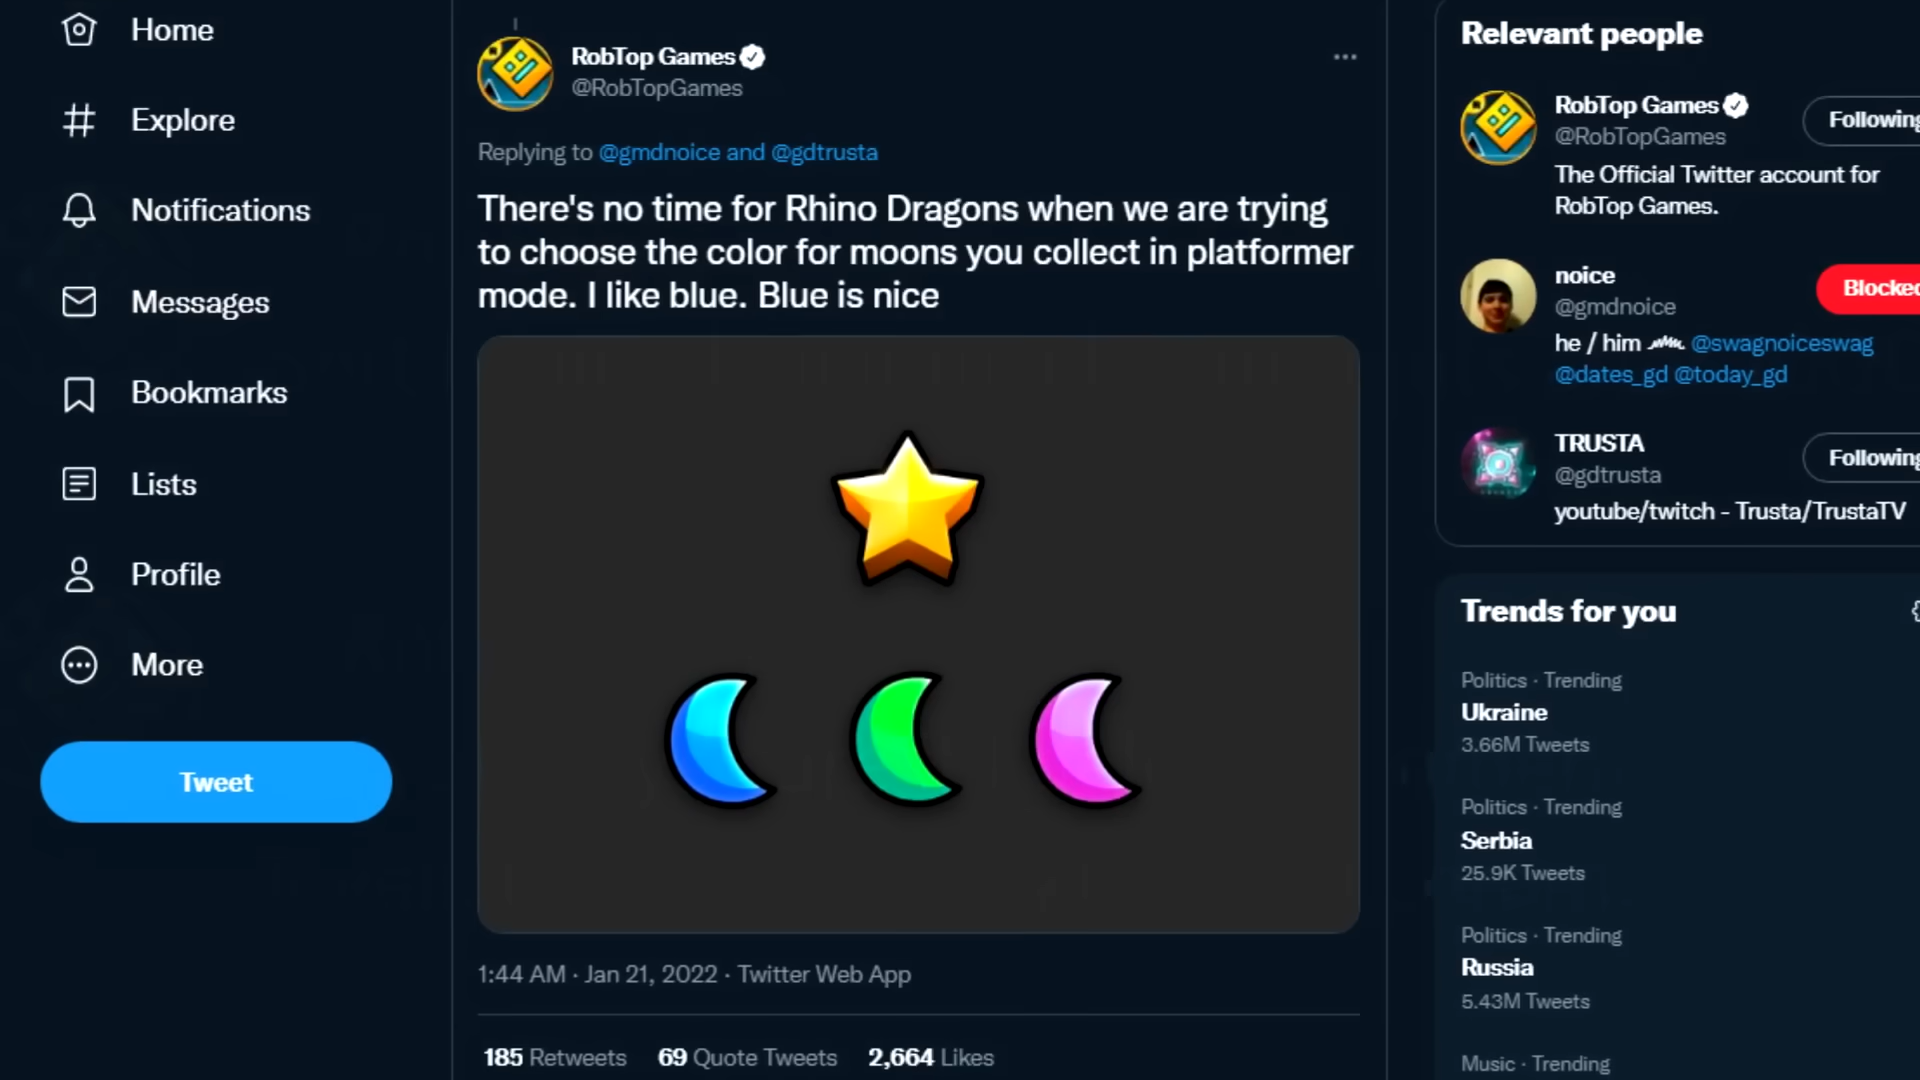 Home
Explore
Notifications
Messages
Bookmarks
Lists
Profile
More
Tweet
RobTop Games
@RobTopGames
Replying to @gmdnoice and @gdtrusta
There's no time for Rhino Dragons when we are trying
to choose the color for moons you collect in platformer
mode. I like blue. Blue is nice
1:44 AM · Jan 21, 2022 · Twitter Web App
185 Retweets 69 Quote Tweets 2,664 Likes
Relevant people
RobTop Games
@RobTopGames
Following
The Official Twitter account for
RobTop Games.
noice
@gmdnoice
Blocked
he / him @swagnoiceswag
@dates_gd @today_gd
TRUSTA
@gdtrusta
Following
youtube/twitch - Trusta/TrustaTV
Trends for you
Politics · Trending
Ukraine
3.66M Tweets
Politics · Trending
Serbia
25.9K Tweets
Politics · Trending
Russia
5.43M Tweets
Music · Trending